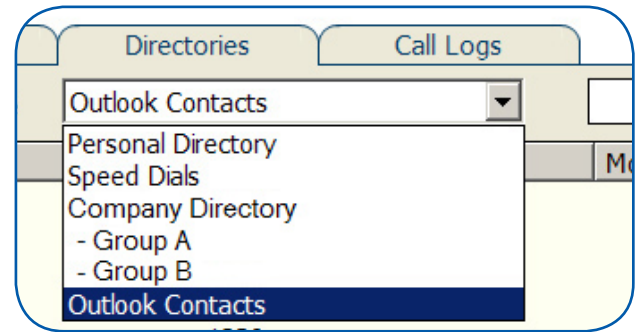 Directories Call Logs
Outlook Contacts
Personal Directory
Speed Dials
Company Directory
- Group A
- Group B
Outlook Contacts